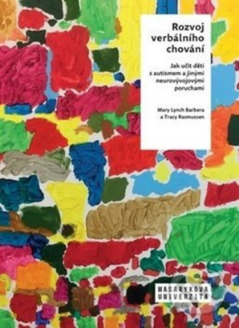 Rozvoj
verbálního
chování
Jak učit děti
s autismem a jinými
neurovývojovými
poruchami
Mary Lynch Barbera
a Tracy Rasmussen
MASARYKOVA
UNIVERZITA